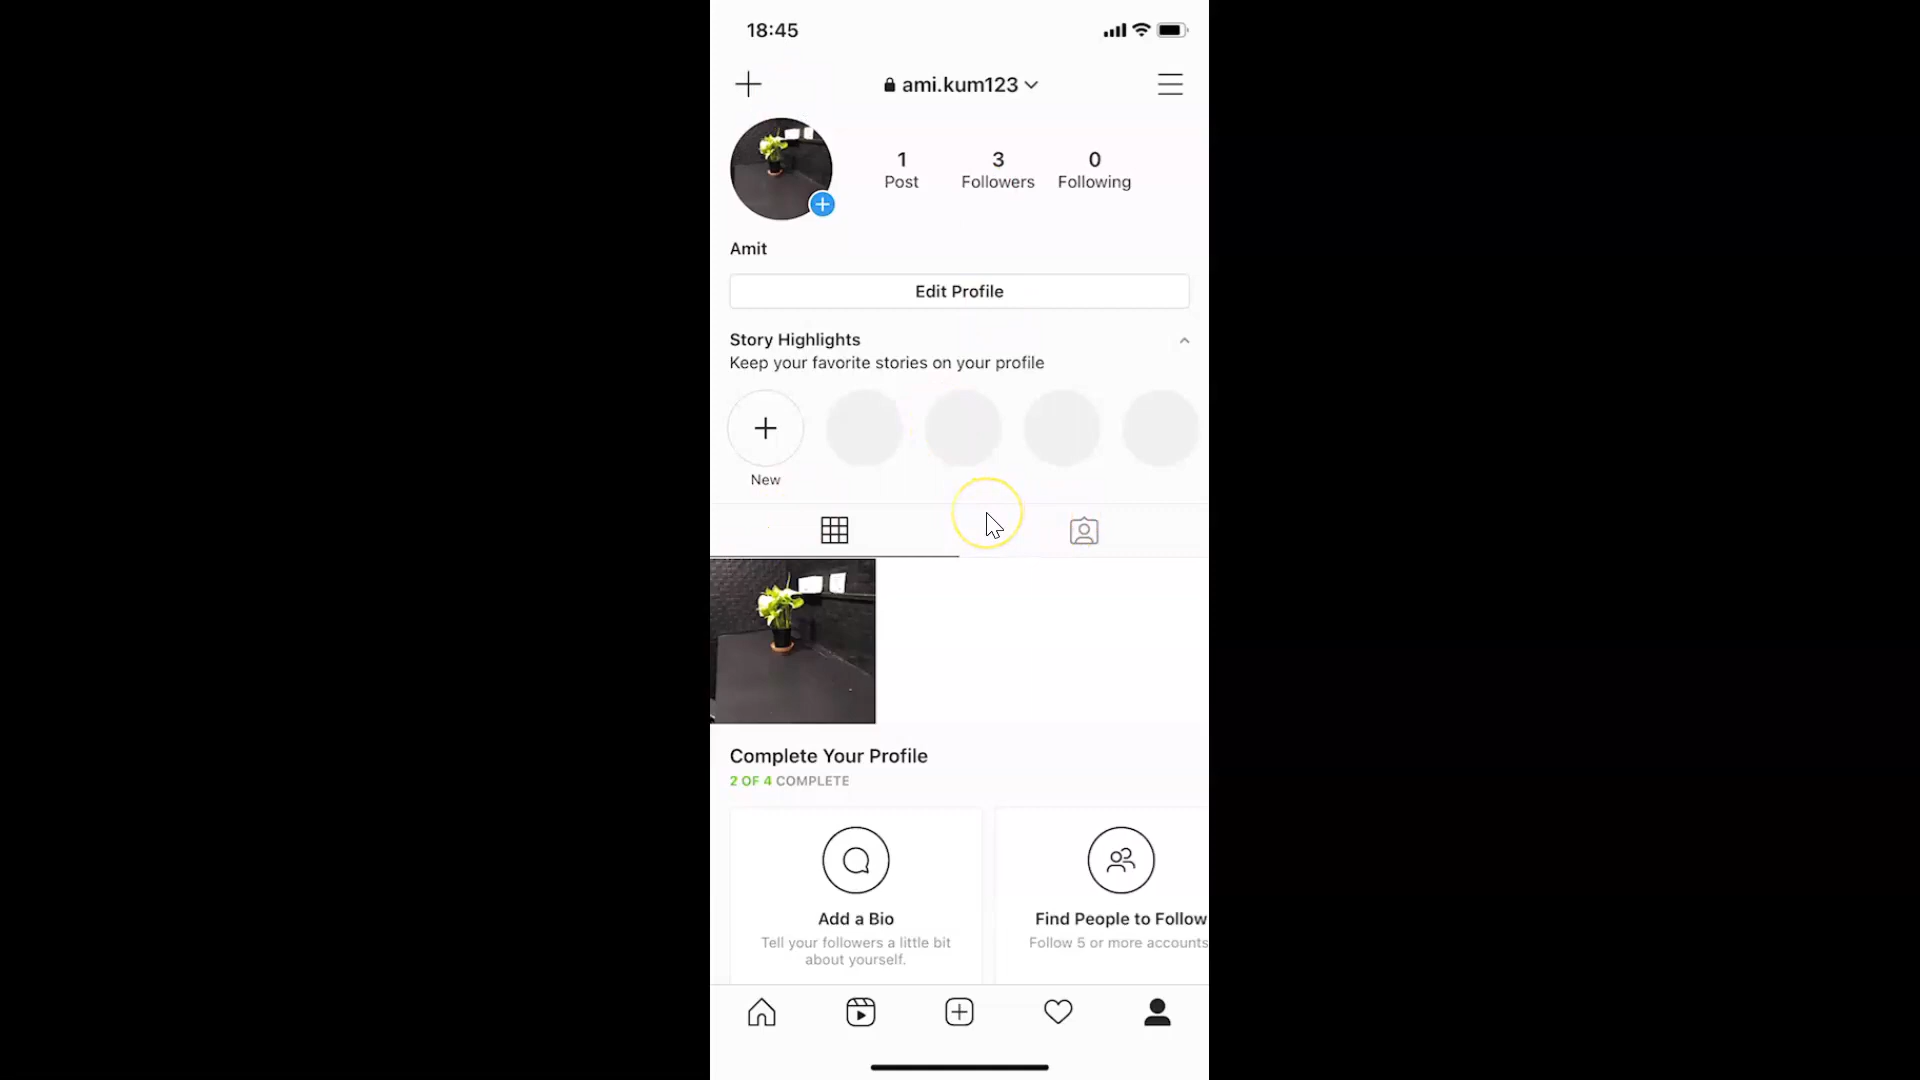 18:45
ami.kum123
1
Post
3
Followers
0
Following
Amit
Edit Profile
Story Highlights
Keep your favorite stories on your profile
New
Complete Your Profile
2 OF 4 COMPLETE
Add a Bio
Tell your followers a little bit
about yourself.
Find People to Follow
Follow 5 or more accounts